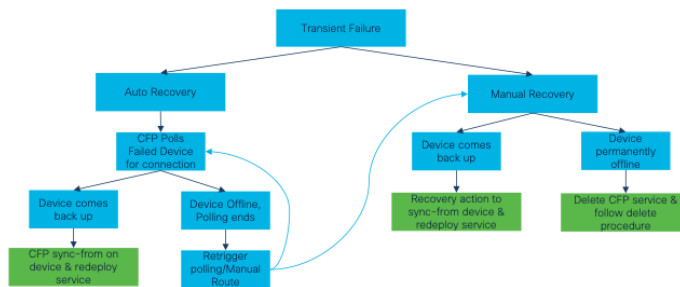 Transient Failure
Auto Recovery
Manual Recovery
CFP Polls
Failed Device
for connection
Device comes
back up
Device
permanently
offline
Device comes
back up
Device Offline,
Polling ends
Recovery action to
sync-from device &
redeploy service
Delete CFP service &
follow delete
procedure
CFP sync-from on
device & redeploy
service
Retrigger
polling/Manual
Route